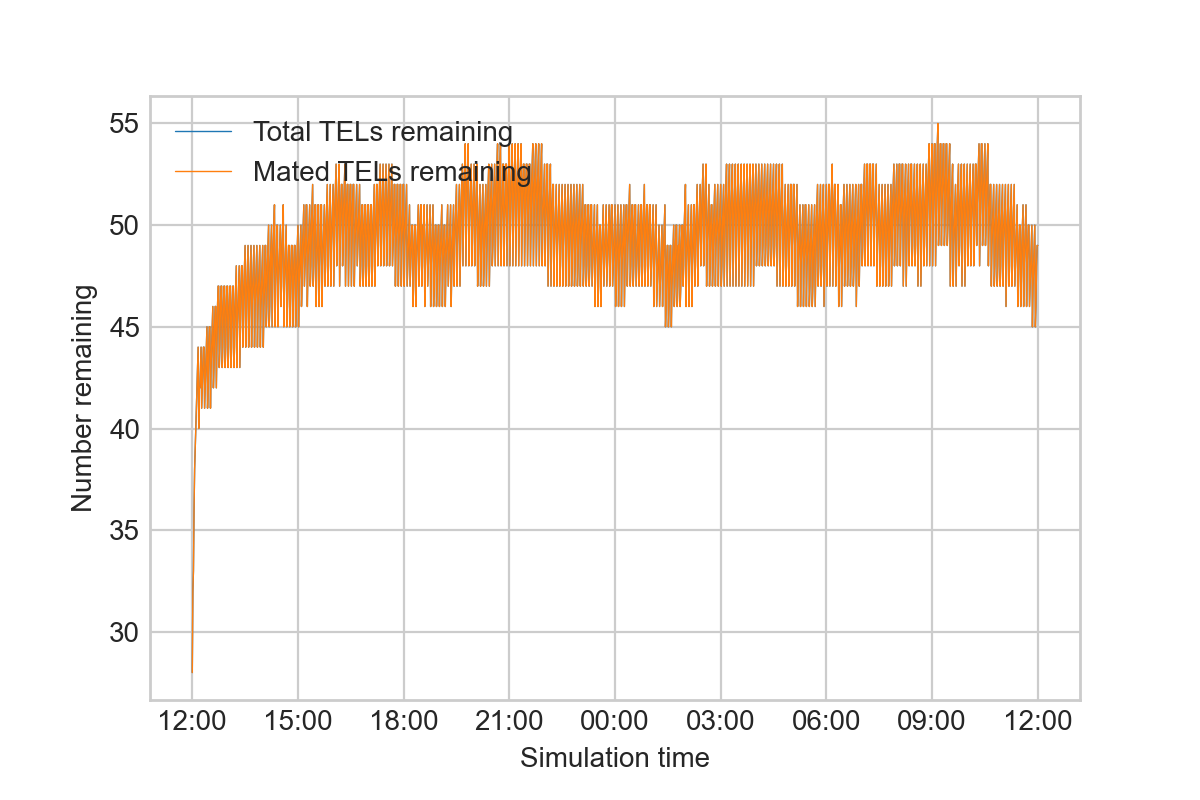 Total TELs remaining
Mated TELs remaining
55
50
45
40
35
30
Number remaining
12:00 15:00 18:00 21:00 00:00 03:00 06:00 09:00 12:00
Simulation time